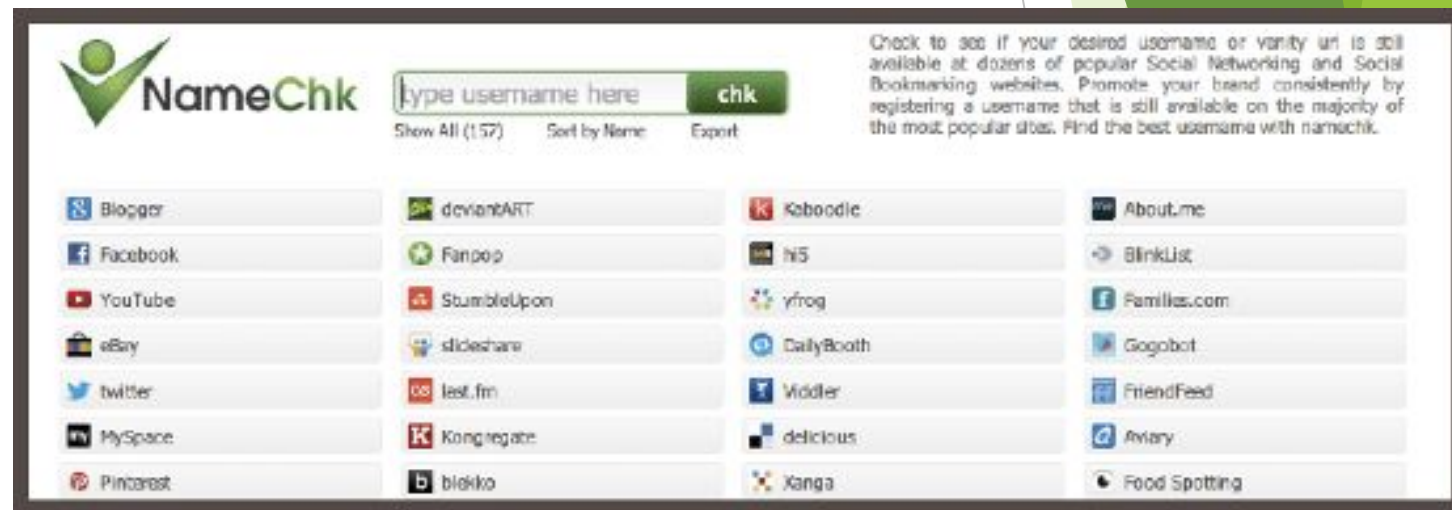 NameChk
type username here
chk
Show All (157) Sort by Name Export
Check to see if your desired username or vanity url is still
available at dozens of popular Social Networking and Social
Bookmarking websites. Promote your brand consistently by
registering a username that is still available on the majority of
the most popular sites. Find the best username with namechk.
Blogger deviantART Kaboodle About.me
Facebook Fanpop hi5 BlinkList
YouTube StumbleUpon yfrog Families.com
eBay slideshare DailyBooth Gogobot
twitter last.fm Viddler FriendFeed
MySpace Kongregate delicious Aviary
Pinterest blekko Xanga Food Spotting